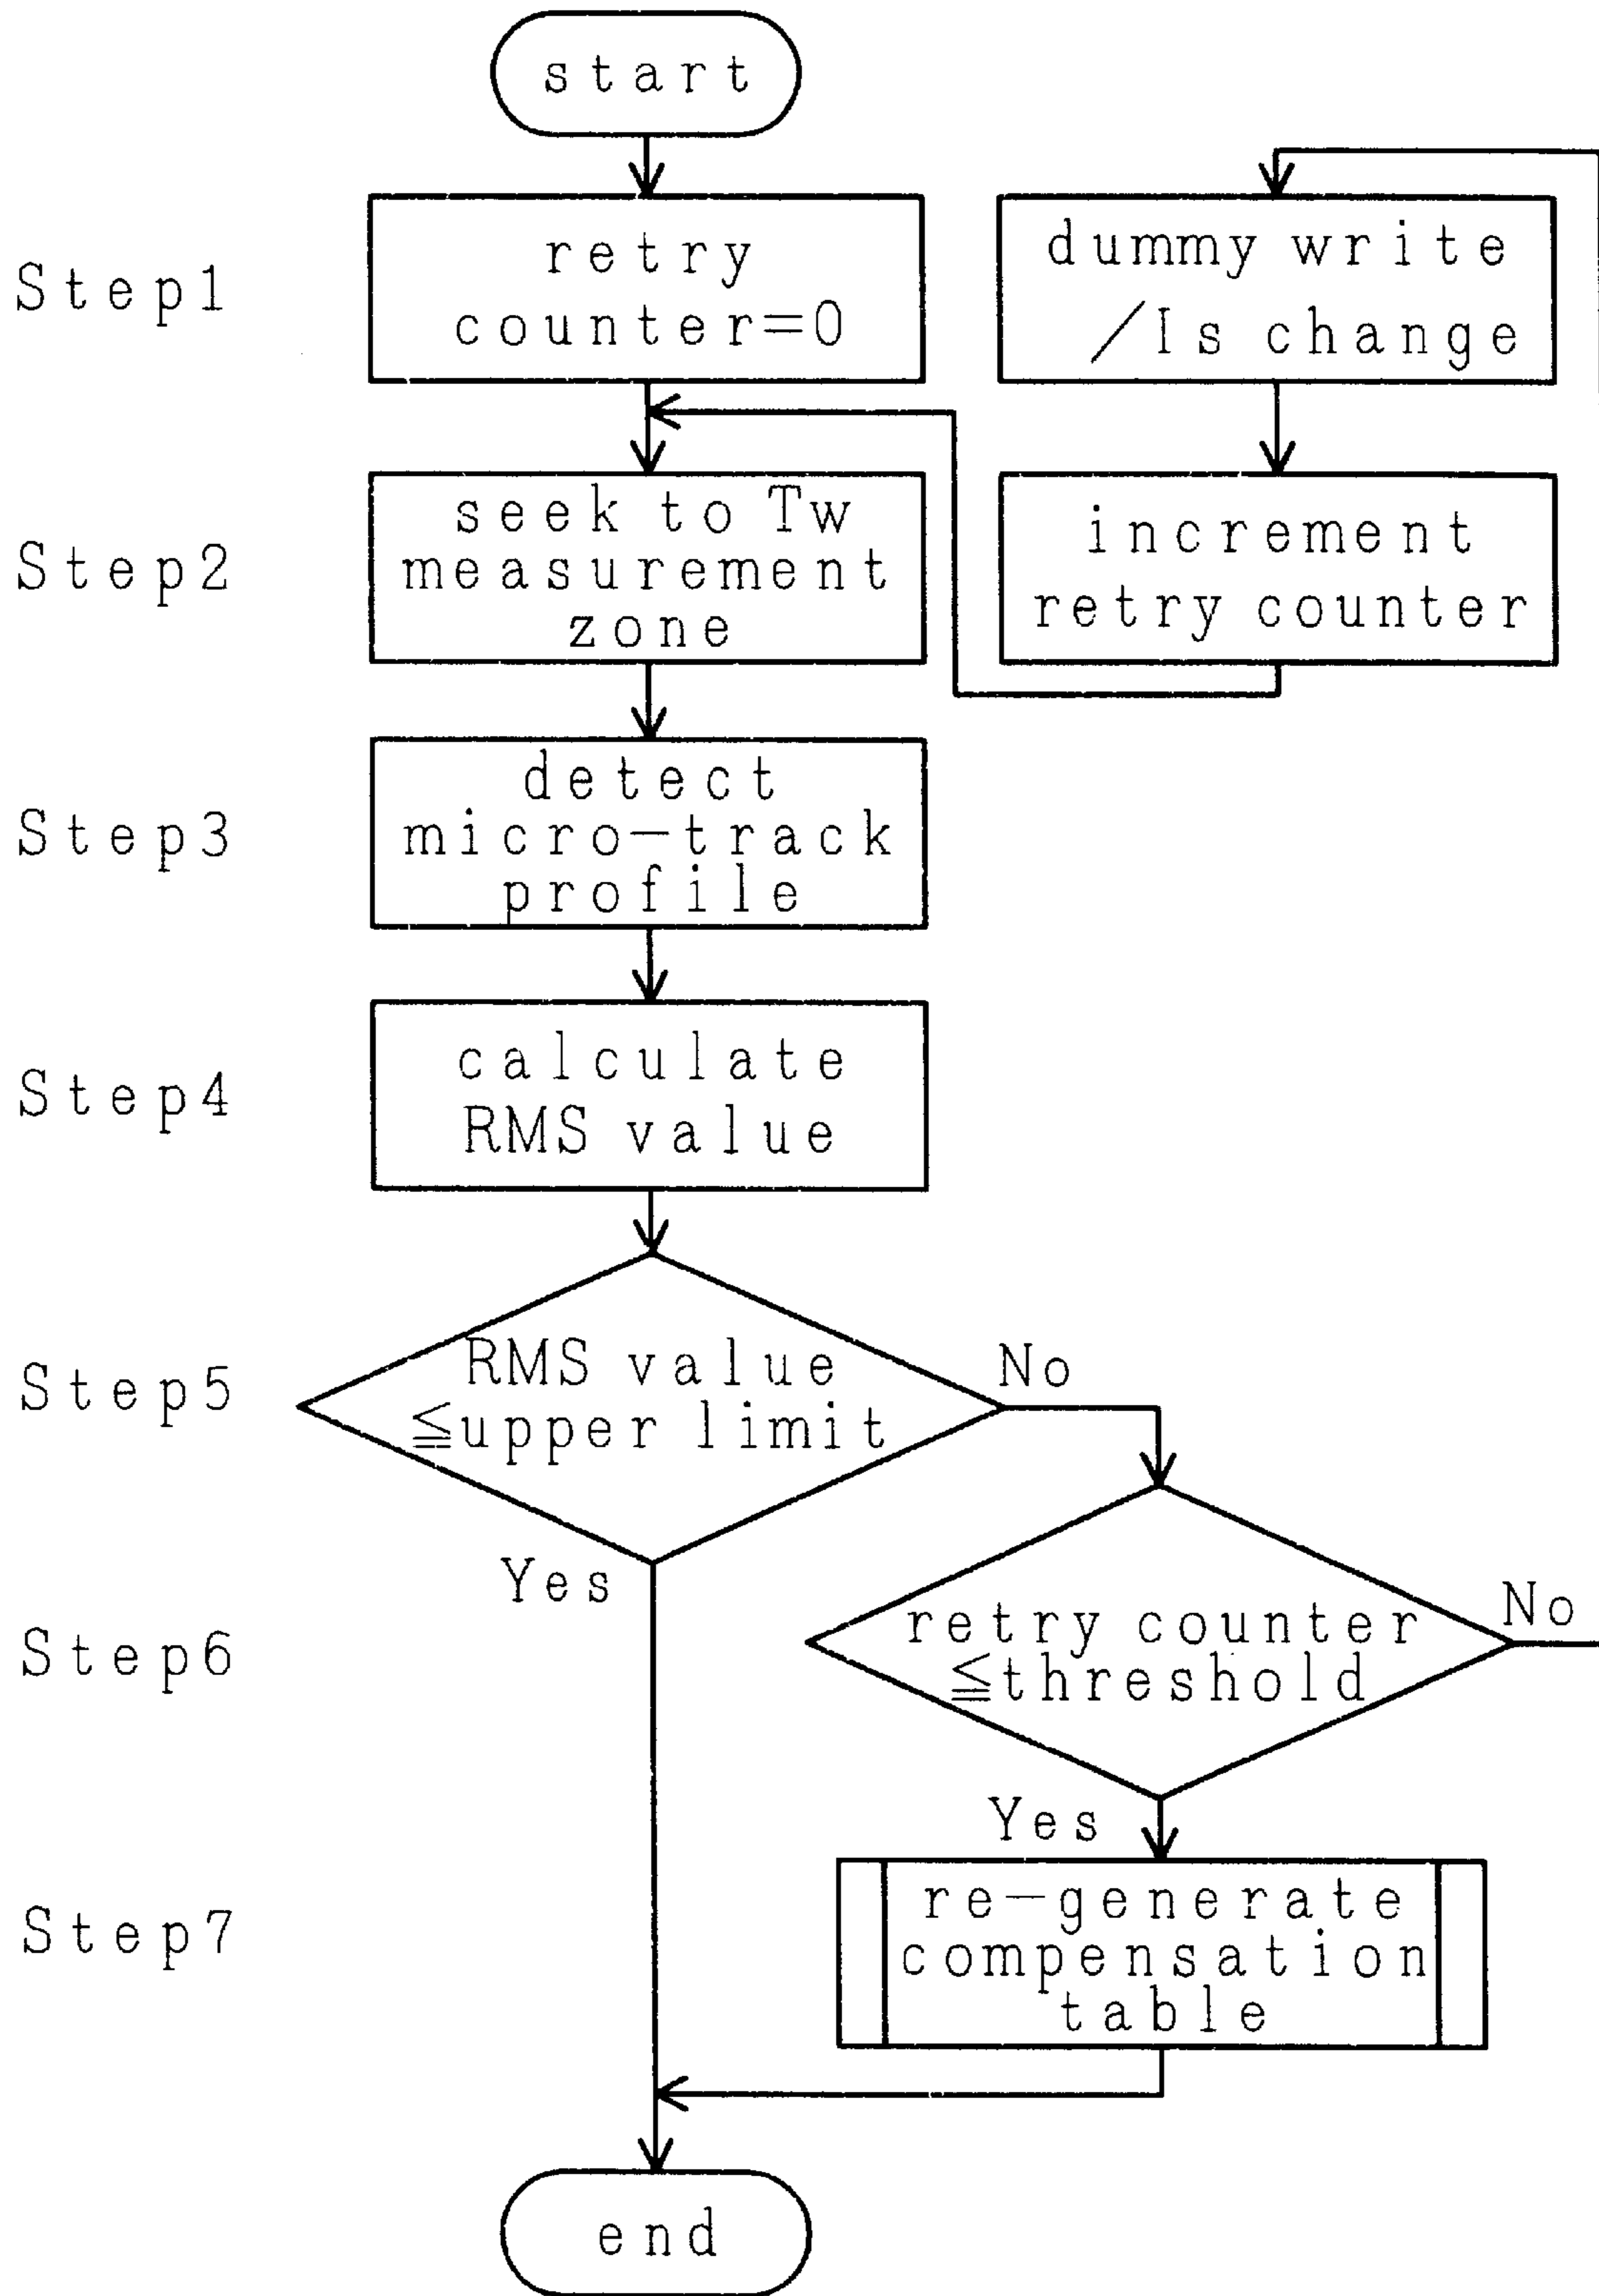 start
Step1
retry
counter=0
dummy write
/Is change
Step2
seek to Tw
measurement
zone
increment
retry counter
Step3
detect
micro-track
profile
Step4
calculate
RMS value
Step5
RMS value
≦upper limit
No
Yes
Step6
retry counter
≦threshold
No
Yes
Step7
re-generate
compensation
table
end